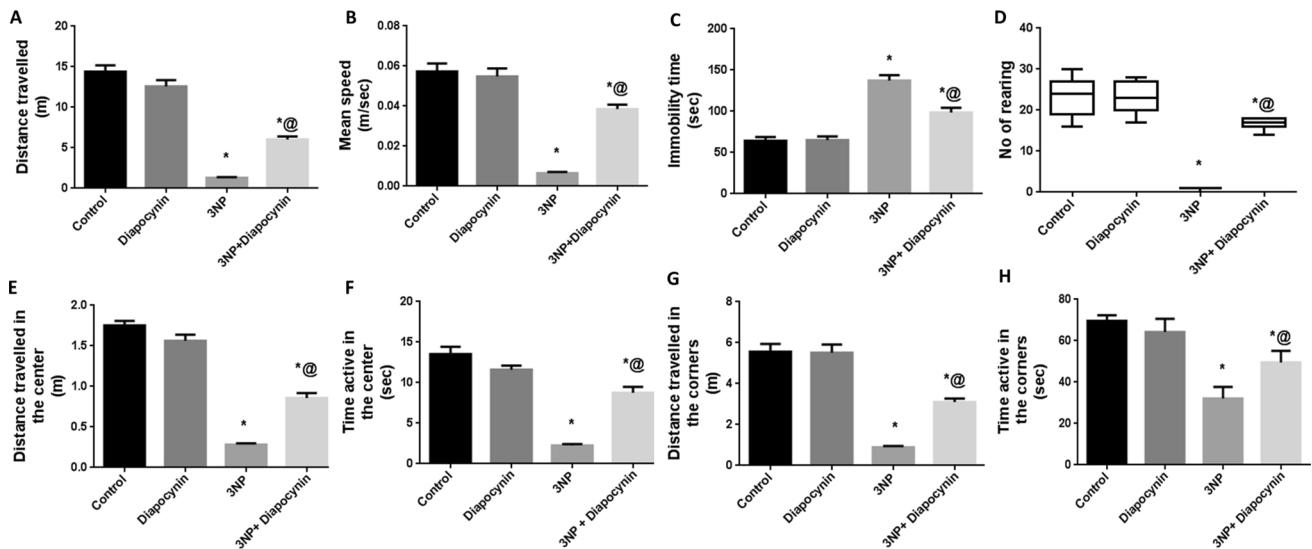 A
Distance travelled
(m)
20
15
10
5
0
*
*@
Control
Diapocynin
3NP
3NP+Diapocynin
B
Mean speed
(m/sec)
0.08
0.06
0.04
0.02
0.00
*
*@
Control
Diapocynin
3NP
3NP+Diapocynin
C
Immobility time
(sec)
200
150
100
50
0
*
*@
Control
Diapocynin
3NP
3NP+ Diapocynin
D
No of rearing
40
30
20
10
0
*
*@
Control
Diapocynin
3NP
3NP+ Diapocynin
E
Distance travelled in
the center
(m)
2.0
1.5
1.0
0.5
0.0
*
*@
Control
Diapocynin
3NP
3NP+ Diapocynin
F
Time active in
the center
(sec)
20
15
10
5
0
*
*@
Control
Diapocynin
3NP
3NP + Diapocynin
G
Distance travelled in
the corners
(m)
8
6
4
2
0
*
*@
Control
Diapocynin
3NP
3NP+ Diapocynin
H
Time active in
the corners
(sec)
80
60
40
20
0
*
*@
Control
Diapocynin
3NP
3NP+ Diapocynin